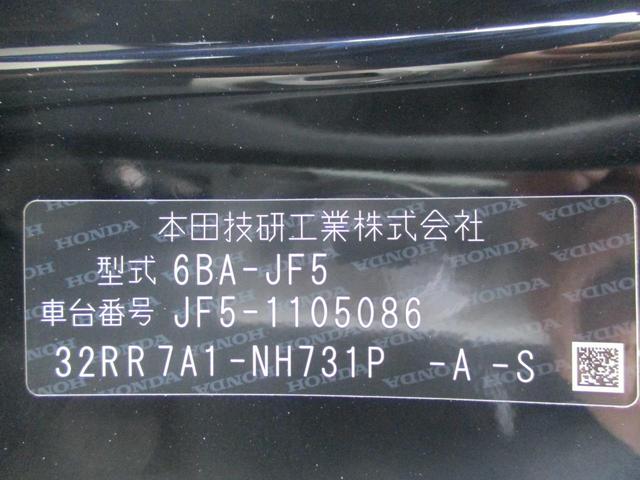 本田技研工業株式会社
型式 6BA-JF5
車台番号 JF5-1105086
32RR7A1-NH731P -A -S